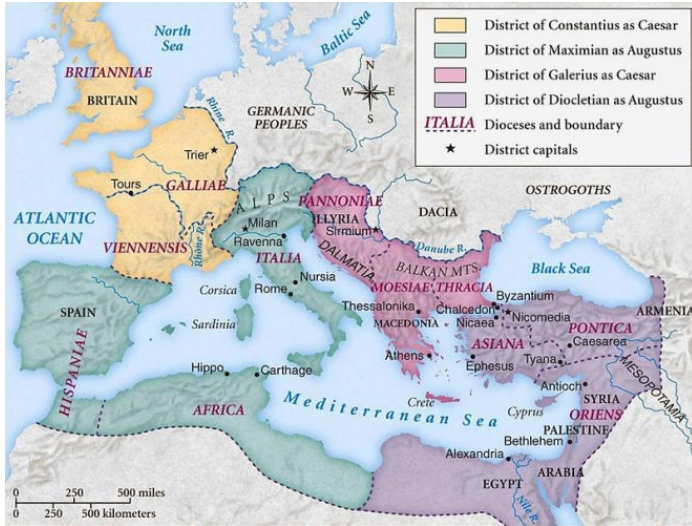 District of Constantius as Caesar
District of Maximian as Augustus
District of Galerius as Caesar
District of Diocletian as Augustus
ITALIA Dioceses and boundary
District capitals
North
Sea
Baltic Sea
N
W E
S
BRITANNIAE
BRITAIN
Rhine R.
GERMANIC
PEOPLES
Trier
Tours
GALLIAE
ATLANTIC
OCEAN
VIENNENSIS
Rhône R.
ALPS
Milan
Ravenna
ITALIA
PANNONIAE
ILLYRIA
Sirmium
DACIA
OSTROGOTHS
DALMATIA
Danube R.
BALKAN MTS.
Black Sea
MOESIAE
THRACIA
Corsica
Nursia
Rome
Sardinia
SPAIN
HISPANIAE
Thessalonika
MACEDONIA
Byzantium
Chalcedon
Nicomedia
Nicaea
ARMENIA
PONTICA
Caesarea
ASIANA
Athens
Ephesus
Tyana
MESOPOTAMIA
Hippo
Carthage
Antioch
SYRIA
Crete
Cyprus
ORIENS
AFRICA
Mediterranean Sea
PALESTINE
Bethlehem
Alexandria
ARABIA
EGYPT
Nile R.
0 250 500 miles
0 250 500 kilometers